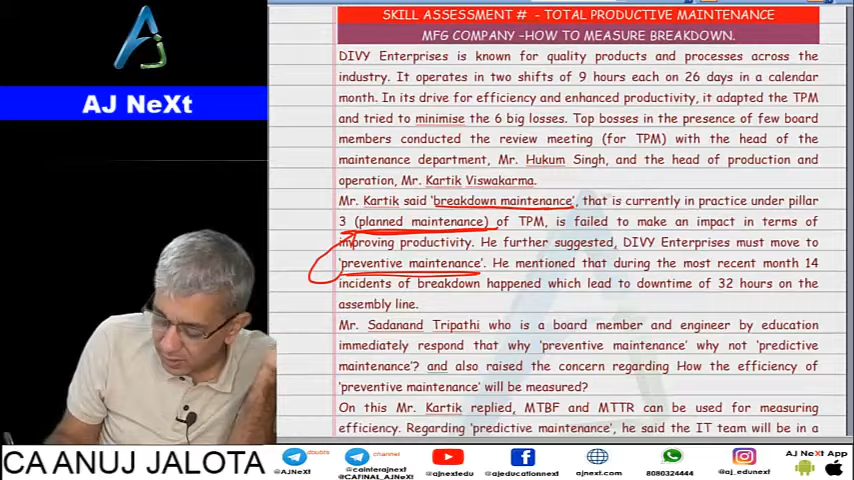 SKILL ASSESSMENT # - TOTAL PRODUCTIVE MAINTENANCE
MFG COMPANY -HOW TO MEASURE BREAKDOWN.
DIVY Enterprises is known for quality products and processes across the
industry. It operates in two shifts of 9 hours each on 26 days in a calendar
month. In its drive for efficiency and enhanced productivity, it adapted the TPM
and tried to minimise the 6 big losses. Top bosses in the presence of few board
members conducted the review meeting (for TPM) with the head of the
maintenance department, Mr. Hukum Singh, and the head of production and
operation, Mr. Kartik Viswakarma.
Mr. Kartik said 'breakdown maintenance', that is currently in practice under pillar
3 (planned maintenance) of TPM, is failed to make an impact in terms of
improving productivity. He further suggested, DIVY Enterprises must move to
'preventive maintenance'. He mentioned that during the most recent month 14
incidents of breakdown happened which lead to downtime of 32 hours on the
assembly line.
Mr. Sadanand Tripathi who is a board member and engineer by education
immediately respond that why 'preventive maintenance' why not 'predictive
maintenance'? and also raised the concern regarding How the efficiency of
'preventive maintenance' will be measured?
On this Mr. Kartik replied, MTBF and MTTR can be used for measuring
efficiency. Regarding 'predictive maintenance', he said the IT team will be in a
Aj
AJ NeXt
CA ANUJ JALOTA
doubts
@AJNeXt
channel
@cainterajnext
@CAFINAL_AJNeXt
@ajnextedu
@ajeducationnext
ajnext.com
8080324344
@aj_edunext
AJ NeXt App